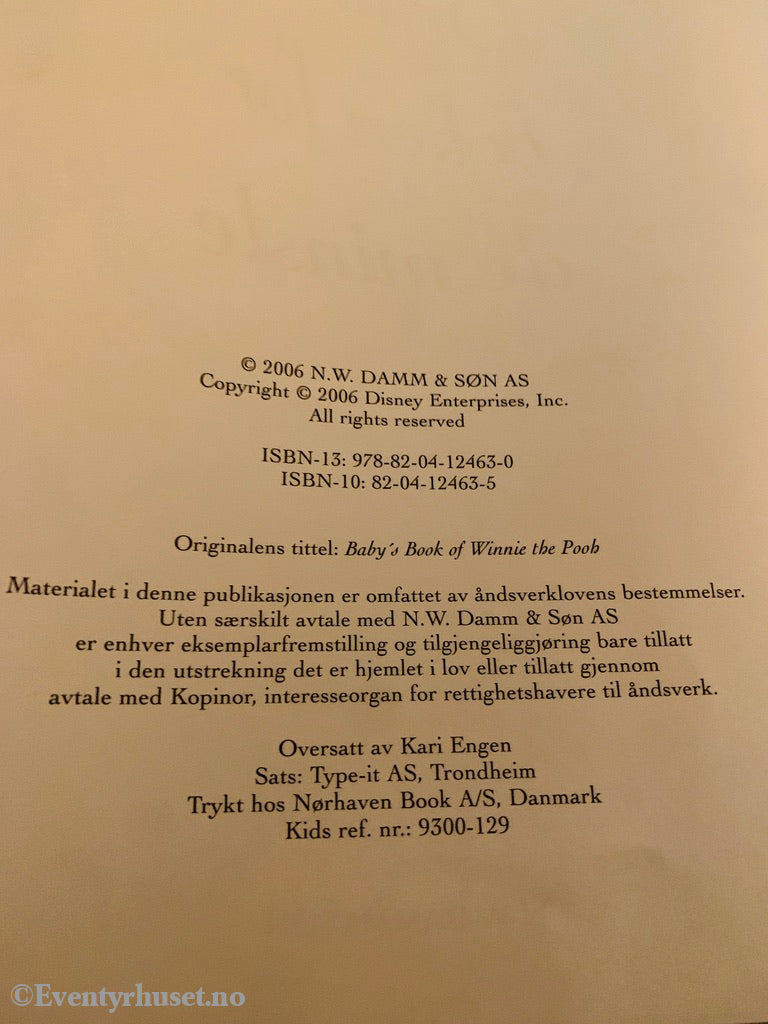 © 2006 N.W. DAMM & SØN AS
Copyright © 2006 Disney Enterprises, Inc.
All rights reserved
ISBN-13: 978-82-04-12463-0
ISBN-10: 82-04-12463-5
Originalens tittel: Baby´s Book of Winnie the Pooh
Materialet i denne publikasjonen er omfattet av åndsverklovens bestemmelser.
Uten særskilt avtale med N.W. Damm & Søn AS
er enhver eksemplarfremstilling og tilgjengeliggjøring bare tillatt
i den utstrekning det er hjemlet i lov eller tillatt gjennom
avtale med Kopinor, interesseorgan for rettighetshavere til åndsverk.
Oversatt av Kari Engen
Sats: Type-it AS, Trondheim
Trykt hos Nørhaven Book A/S, Danmark
Kids ref. nr.: 9300-129
©Eventyrhuset.no